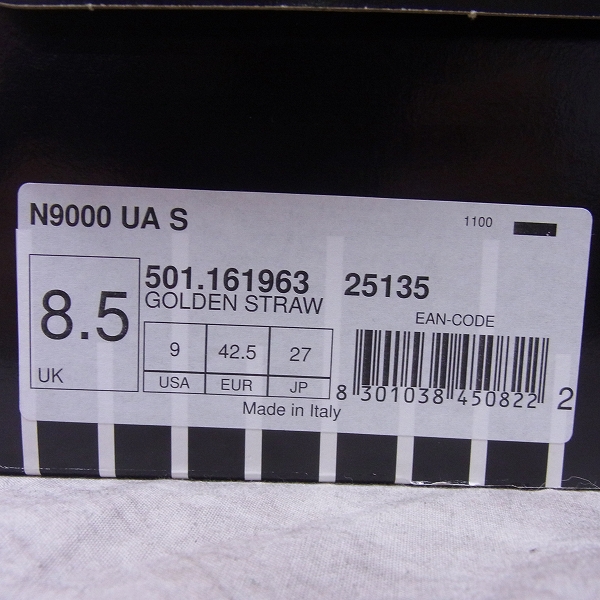 N9000 UA S
1100
501.161963 25135
GOLDEN STRAW
EAN-CODE
8.5
UK
9 42.5 27
USA EUR JP
8 301038 450822 2
Made in Italy